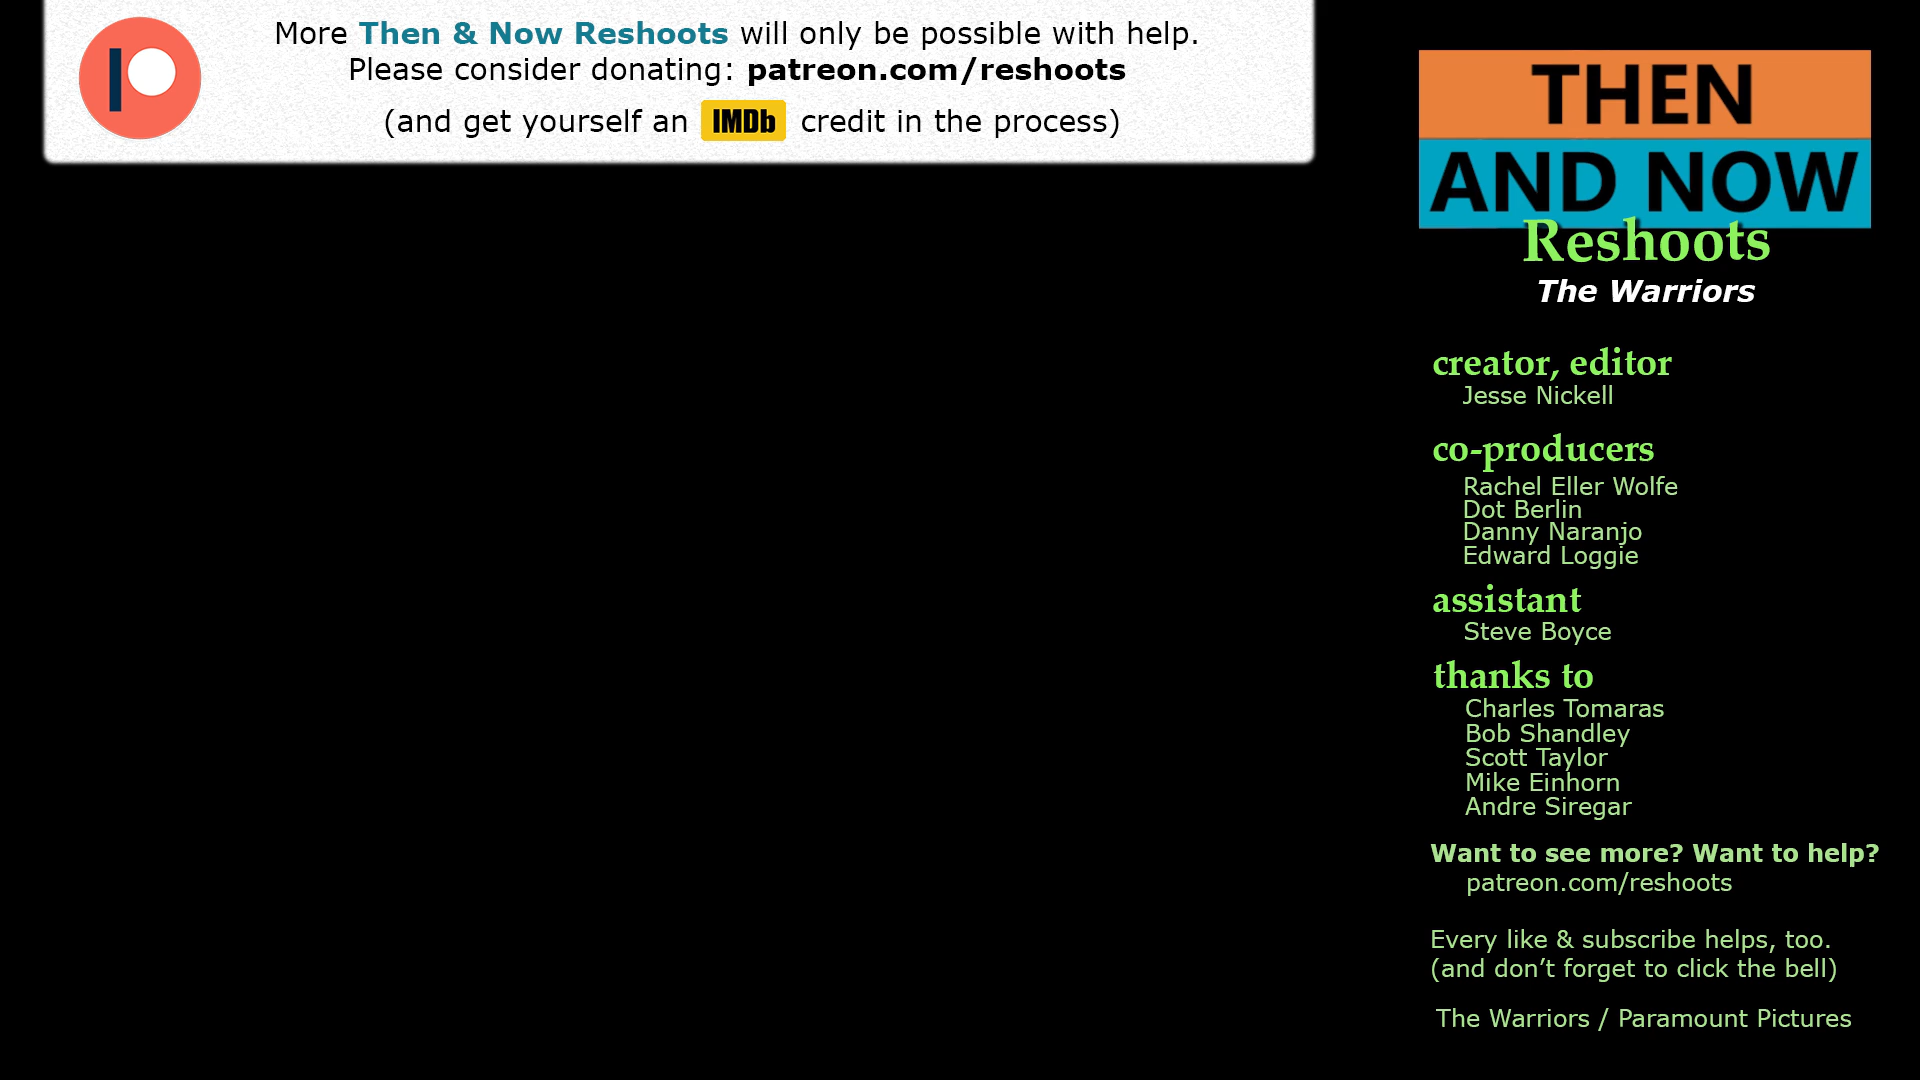 More Then & Now Reshoots will only be possible with help.
Please consider donating: patreon.com/reshoots
(and get yourself an IMDb credit in the process)
THEN
AND NOW
Reshoots
The Warriors
creator, editor
Jesse Nickell
co-producers
Rachel Eller Wolfe
Dot Berlin
Danny Naranjo
Edward Loggie
assistant
Steve Boyce
thanks to
Charles Tomaras
Bob Shandley
Scott Taylor
Mike Einhorn
Andre Siregar
Want to see more? Want to help?
patreon.com/reshoots
Every like & subscribe helps, too.
(and don’t forget to click the bell)
The Warriors / Paramount Pictures